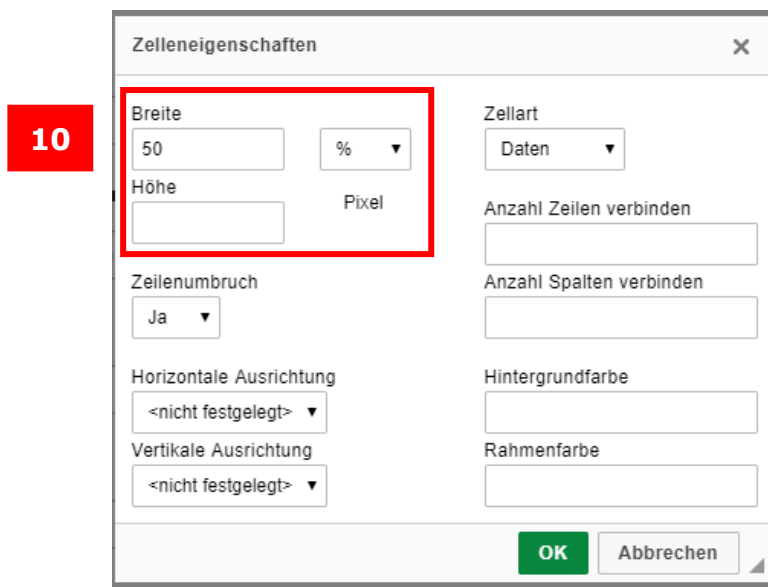 Zelleneigenschaften
10
Breite
50
%
Höhe
Pixel
Zeilenumbruch
Ja
Horizontale Ausrichtung
<nicht festgelegt>
Vertikale Ausrichtung
<nicht festgelegt>
Zellart
Daten
Anzahl Zeilen verbinden
Anzahl Spalten verbinden
Hintergrundfarbe
Rahmenfarbe
OK
Abbrechen